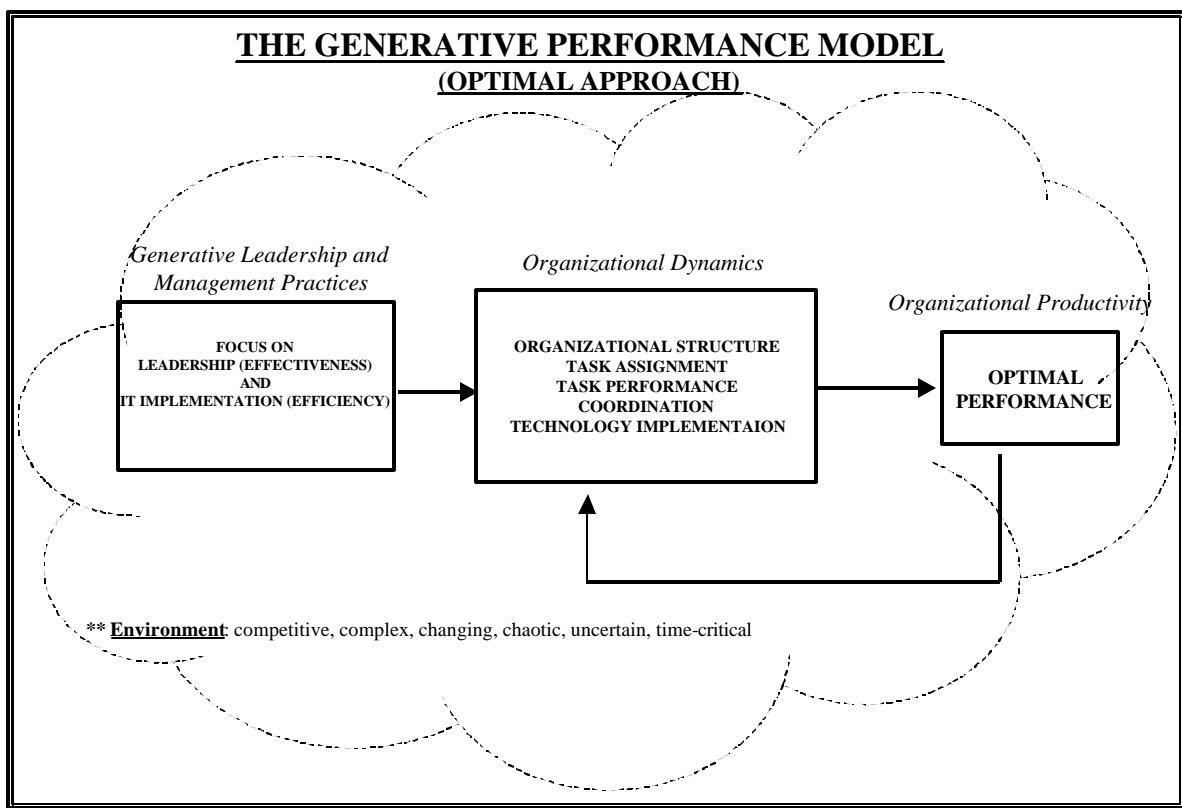 THE GENERATIVE PERFORMANCE MODEL
(OPTIMAL APPROACH)
Generative Leadership and
Management Practices
FOCUS ON
LEADERSHIP (EFFECTIVENESS)
AND
IT IMPLEMENTATION (EFFICIENCY)
Organizational Dynamics
ORGANIZATIONAL STRUCTURE
TASK ASSIGNMENT
TASK PERFORMANCE
COORDINATION
TECHNOLOGY IMPLEMENTAION
Organizational Productivity
OPTIMAL
PERFORMANCE
** Environment: competitive, complex, changing, chaotic, uncertain, time-critical